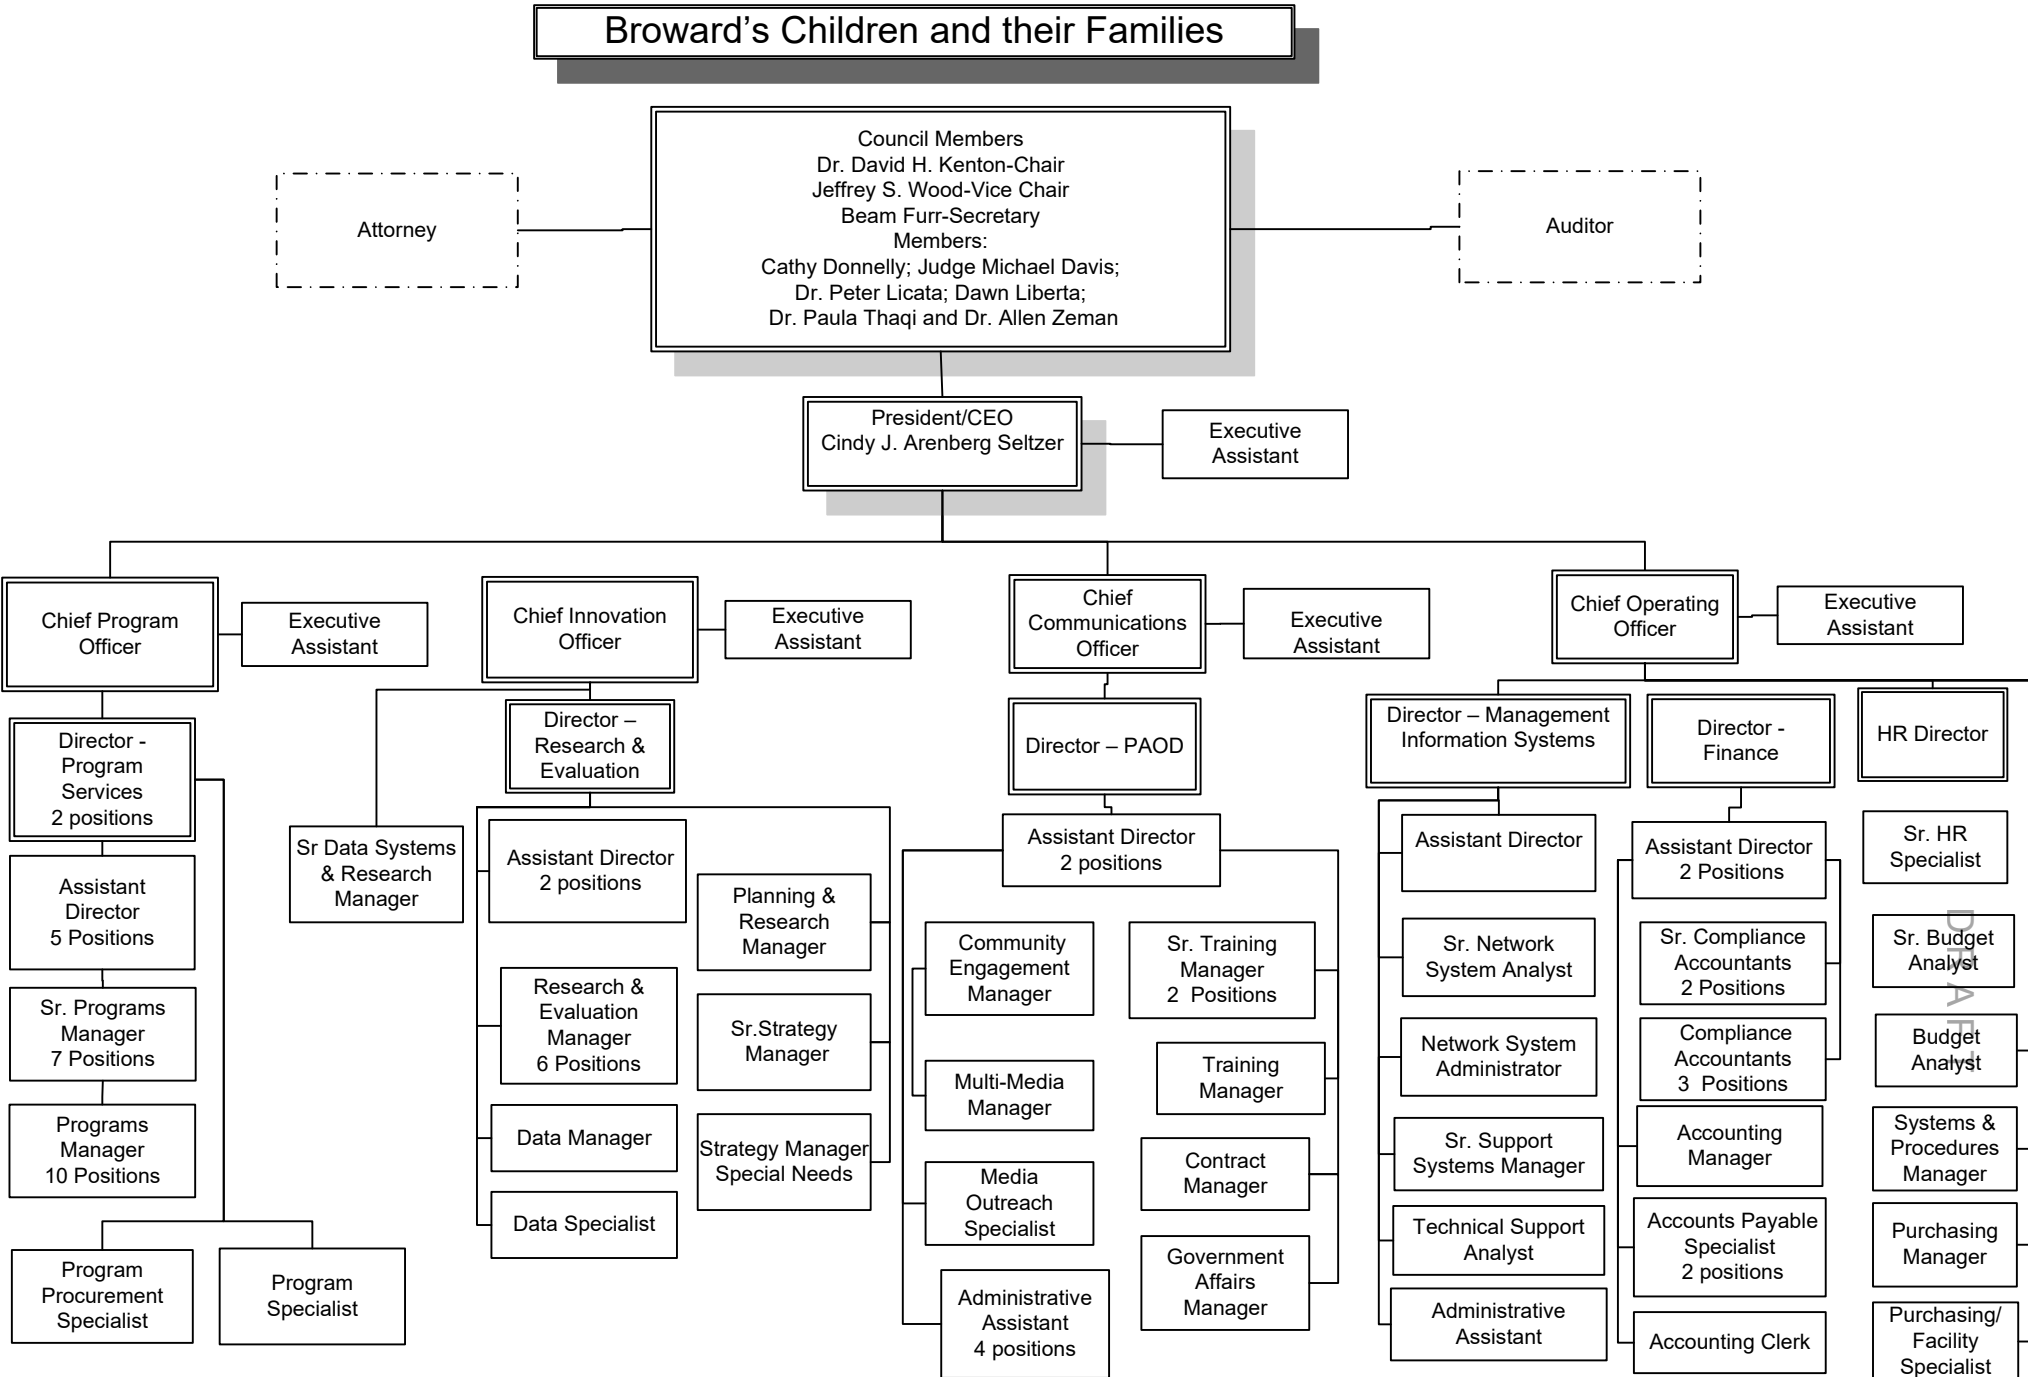 Broward’s Children and their Families
Council Members
Dr. David H. Kenton-Chair
Jeffrey S. Wood-Vice Chair
Beam Furr-Secretary
Members:
Cathy Donnelly; Judge Michael Davis;
Dr. Peter Licata; Dawn Liberta;
Dr. Paula Thaqi and Dr. Allen Zeman
Attorney
Auditor
President/CEO
Cindy J. Arenberg Seltzer
Executive
Assistant
Chief Program
Officer
Executive
Assistant
Chief Innovation
Officer
Executive
Assistant
Chief
Communications
Officer
Executive
Assistant
Chief Operating
Officer
Executive
Assistant
Director -
Program
Services
2 positions
Assistant
Director
5 Positions
Sr. Programs
Manager
7 Positions
Programs
Manager
10 Positions
Program
Procurement
Specialist
Program
Specialist
Sr Data Systems
& Research
Manager
Director –
Research &
Evaluation
Assistant Director
2 positions
Research &
Evaluation
Manager
6 Positions
Data Manager
Data Specialist
Planning &
Research
Manager
Sr.Strategy
Manager
Strategy Manager
Special Needs
Director – PAOD
Assistant Director
2 positions
Community
Engagement
Manager
Multi-Media
Manager
Media
Outreach
Specialist
Administrative
Assistant
4 positions
Sr. Training
Manager
2  Positions
Training
Manager
Contract
Manager
Government
Affairs
Manager
Director – Management
Information Systems
Assistant Director
Sr. Network
System Analyst
Network System
Administrator
Sr. Support
Systems Manager
Technical Support
Analyst
Administrative
Assistant
Director -
Finance
Assistant Director
2 Positions
Sr. Compliance
Accountants
2 Positions
Compliance
Accountants
3  Positions
Accounting
Manager
Accounts Payable
Specialist
2 positions
Accounting Clerk
HR Director
Sr. HR
Specialist
Sr. Budget
Analyst
Budget
Analyst
Systems &
Procedures
Manager
Purchasing
Manager
Purchasing/
Facility
Specialist
DRAFT